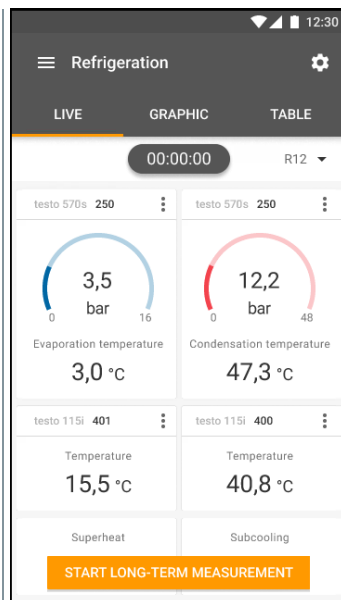 12:30
Refrigeration
LIVE GRAPHIC TABLE
00:00:00 R12
testo 570s 250 testo 570s 250
3,5 12,2
bar bar
0 16 0 48
Evaporation temperature Condensation temperature
3,0 °C 47,3 °C
testo 115i 401 testo 115i 400
Temperature Temperature
15,5 °C 40,8 °C
Superheat Subcooling
START LONG-TERM MEASUREMENT